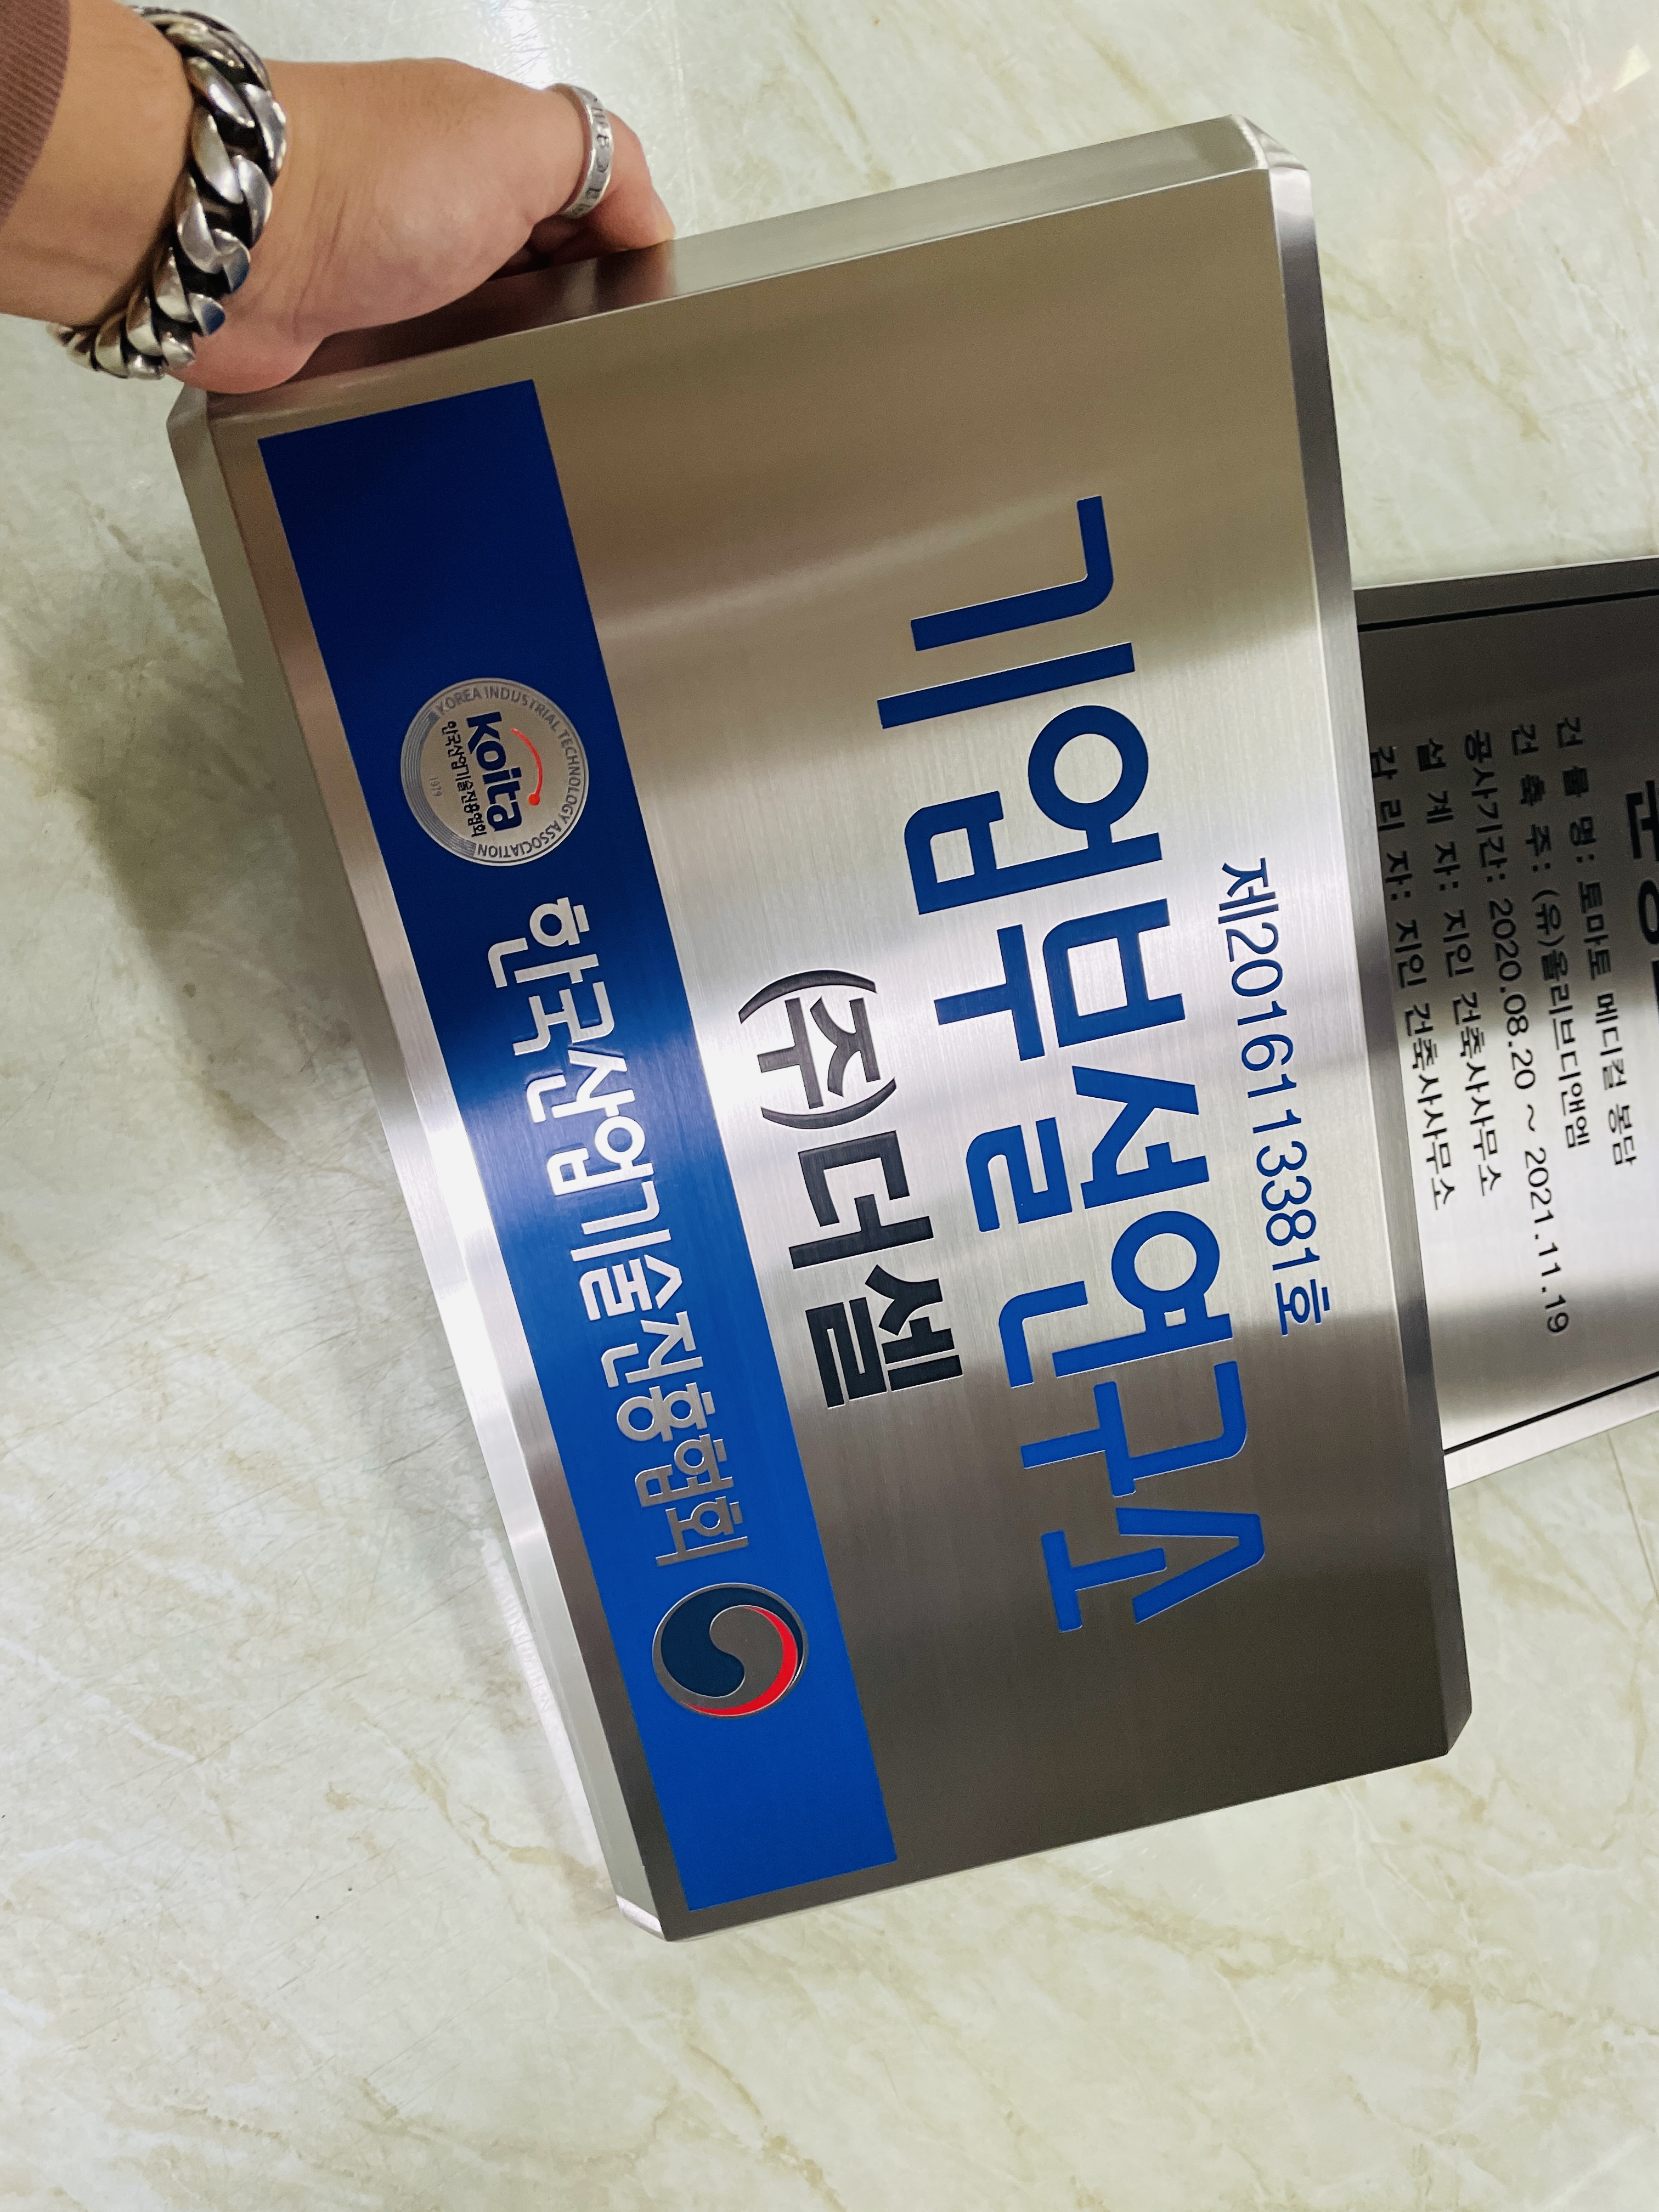 제2016113381호
기업부설연구소
(주)더셀
KOREA INDUSTRIAL TECHNOLOGY ASSOCIATION
Koita
한국산업기술진흥협회
1979
한국산업기술진흥협회
건 물 명: 토마토 메디컬 봉담
건 축 주: (유)올리브디앤엠
공사기간: 2020.08.20 ~ 2021.11.19
설 계 자: 지인 건축사사무소
감 리 자: 지인 건축사사무소